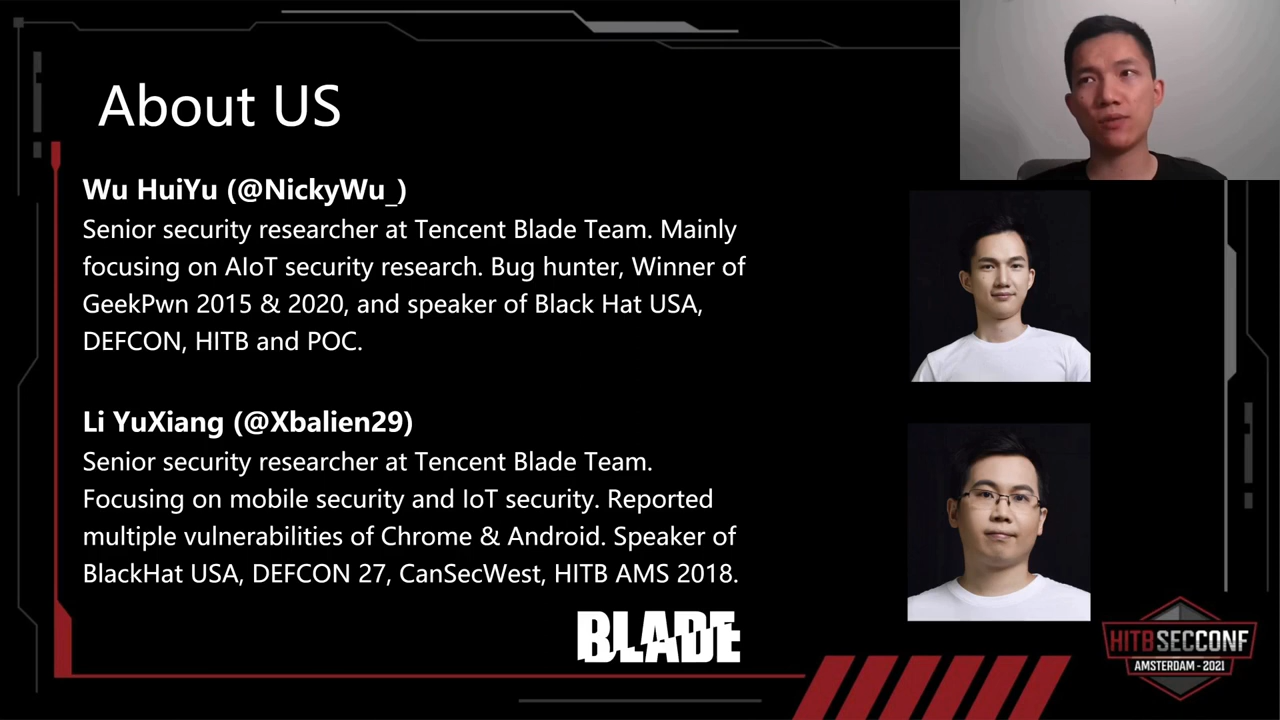 About US
Wu HuiYu (@NickyWu_)
Senior security researcher at Tencent Blade Team. Mainly
focusing on AIoT security research. Bug hunter, Winner of
GeekPwn 2015 & 2020, and speaker of Black Hat USA,
DEFCON, HITB and POC.
Li YuXiang (@Xbalien29)
Senior security researcher at Tencent Blade Team.
Focusing on mobile security and IoT security. Reported
multiple vulnerabilities of Chrome & Android. Speaker of
BlackHat USA, DEFCON 27, CanSecWest, HITB AMS 2018.
BLADE
HITBSECCONF
AMSTERDAM - 2021